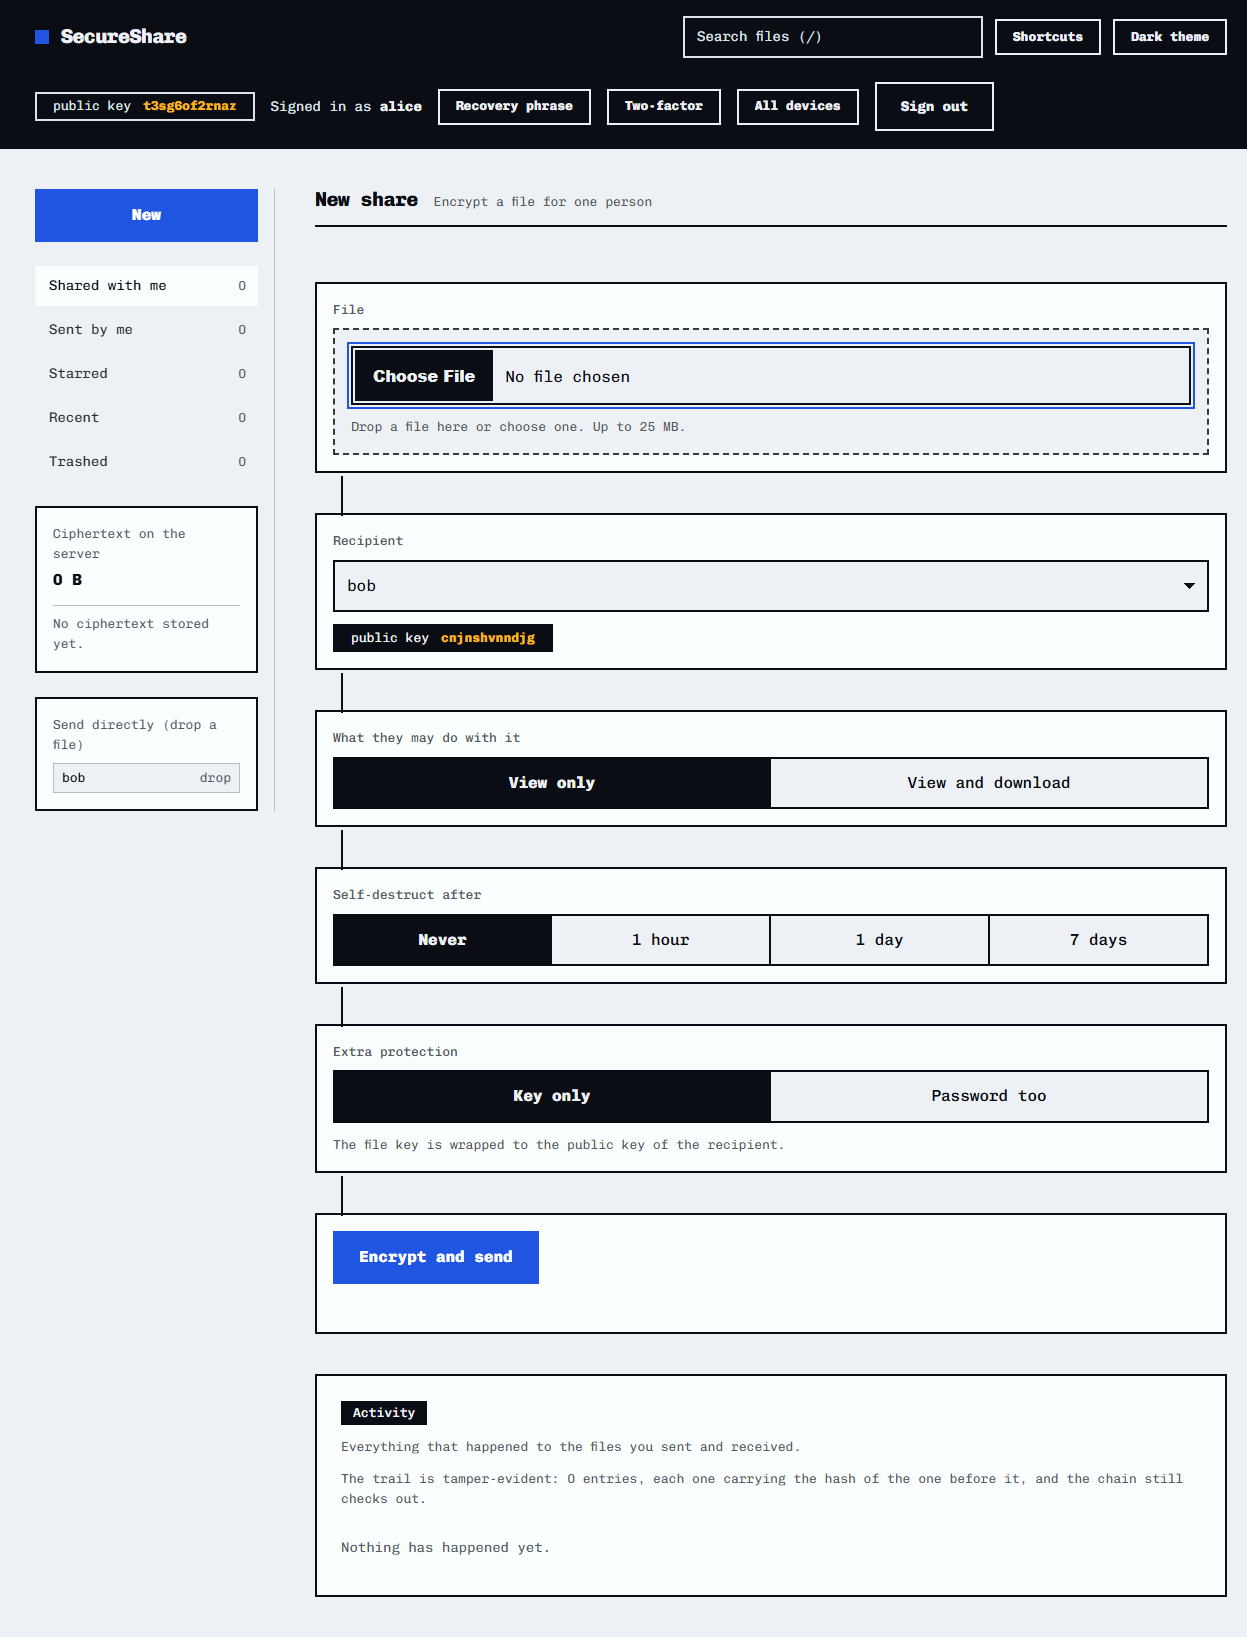 SecureShare
Search files (/)
Shortcuts
Dark theme
public key t3sg6of2rnaz
Signed in as alice
Recovery phrase
Two-factor
All devices
Sign out
New
Shared with me 0
Sent by me 0
Starred 0
Recent 0
Trashed 0
Ciphertext on the
server
0 B
No ciphertext stored
yet.
Send directly (drop a
file)
bob drop
New share Encrypt a file for one person
File
Choose File No file chosen
Drop a file here or choose one. Up to 25 MB.
Recipient
bob
public key cnjnshvnndjg
What they may do with it
View only
View and download
Self-destruct after
Never
1 hour
1 day
7 days
Extra protection
Key only
Password too
The file key is wrapped to the public key of the recipient.
Encrypt and send
Activity
Everything that happened to the files you sent and received.
The trail is tamper-evident: 0 entries, each one carrying the hash of the one before it, and the chain still
checks out.
Nothing has happened yet.